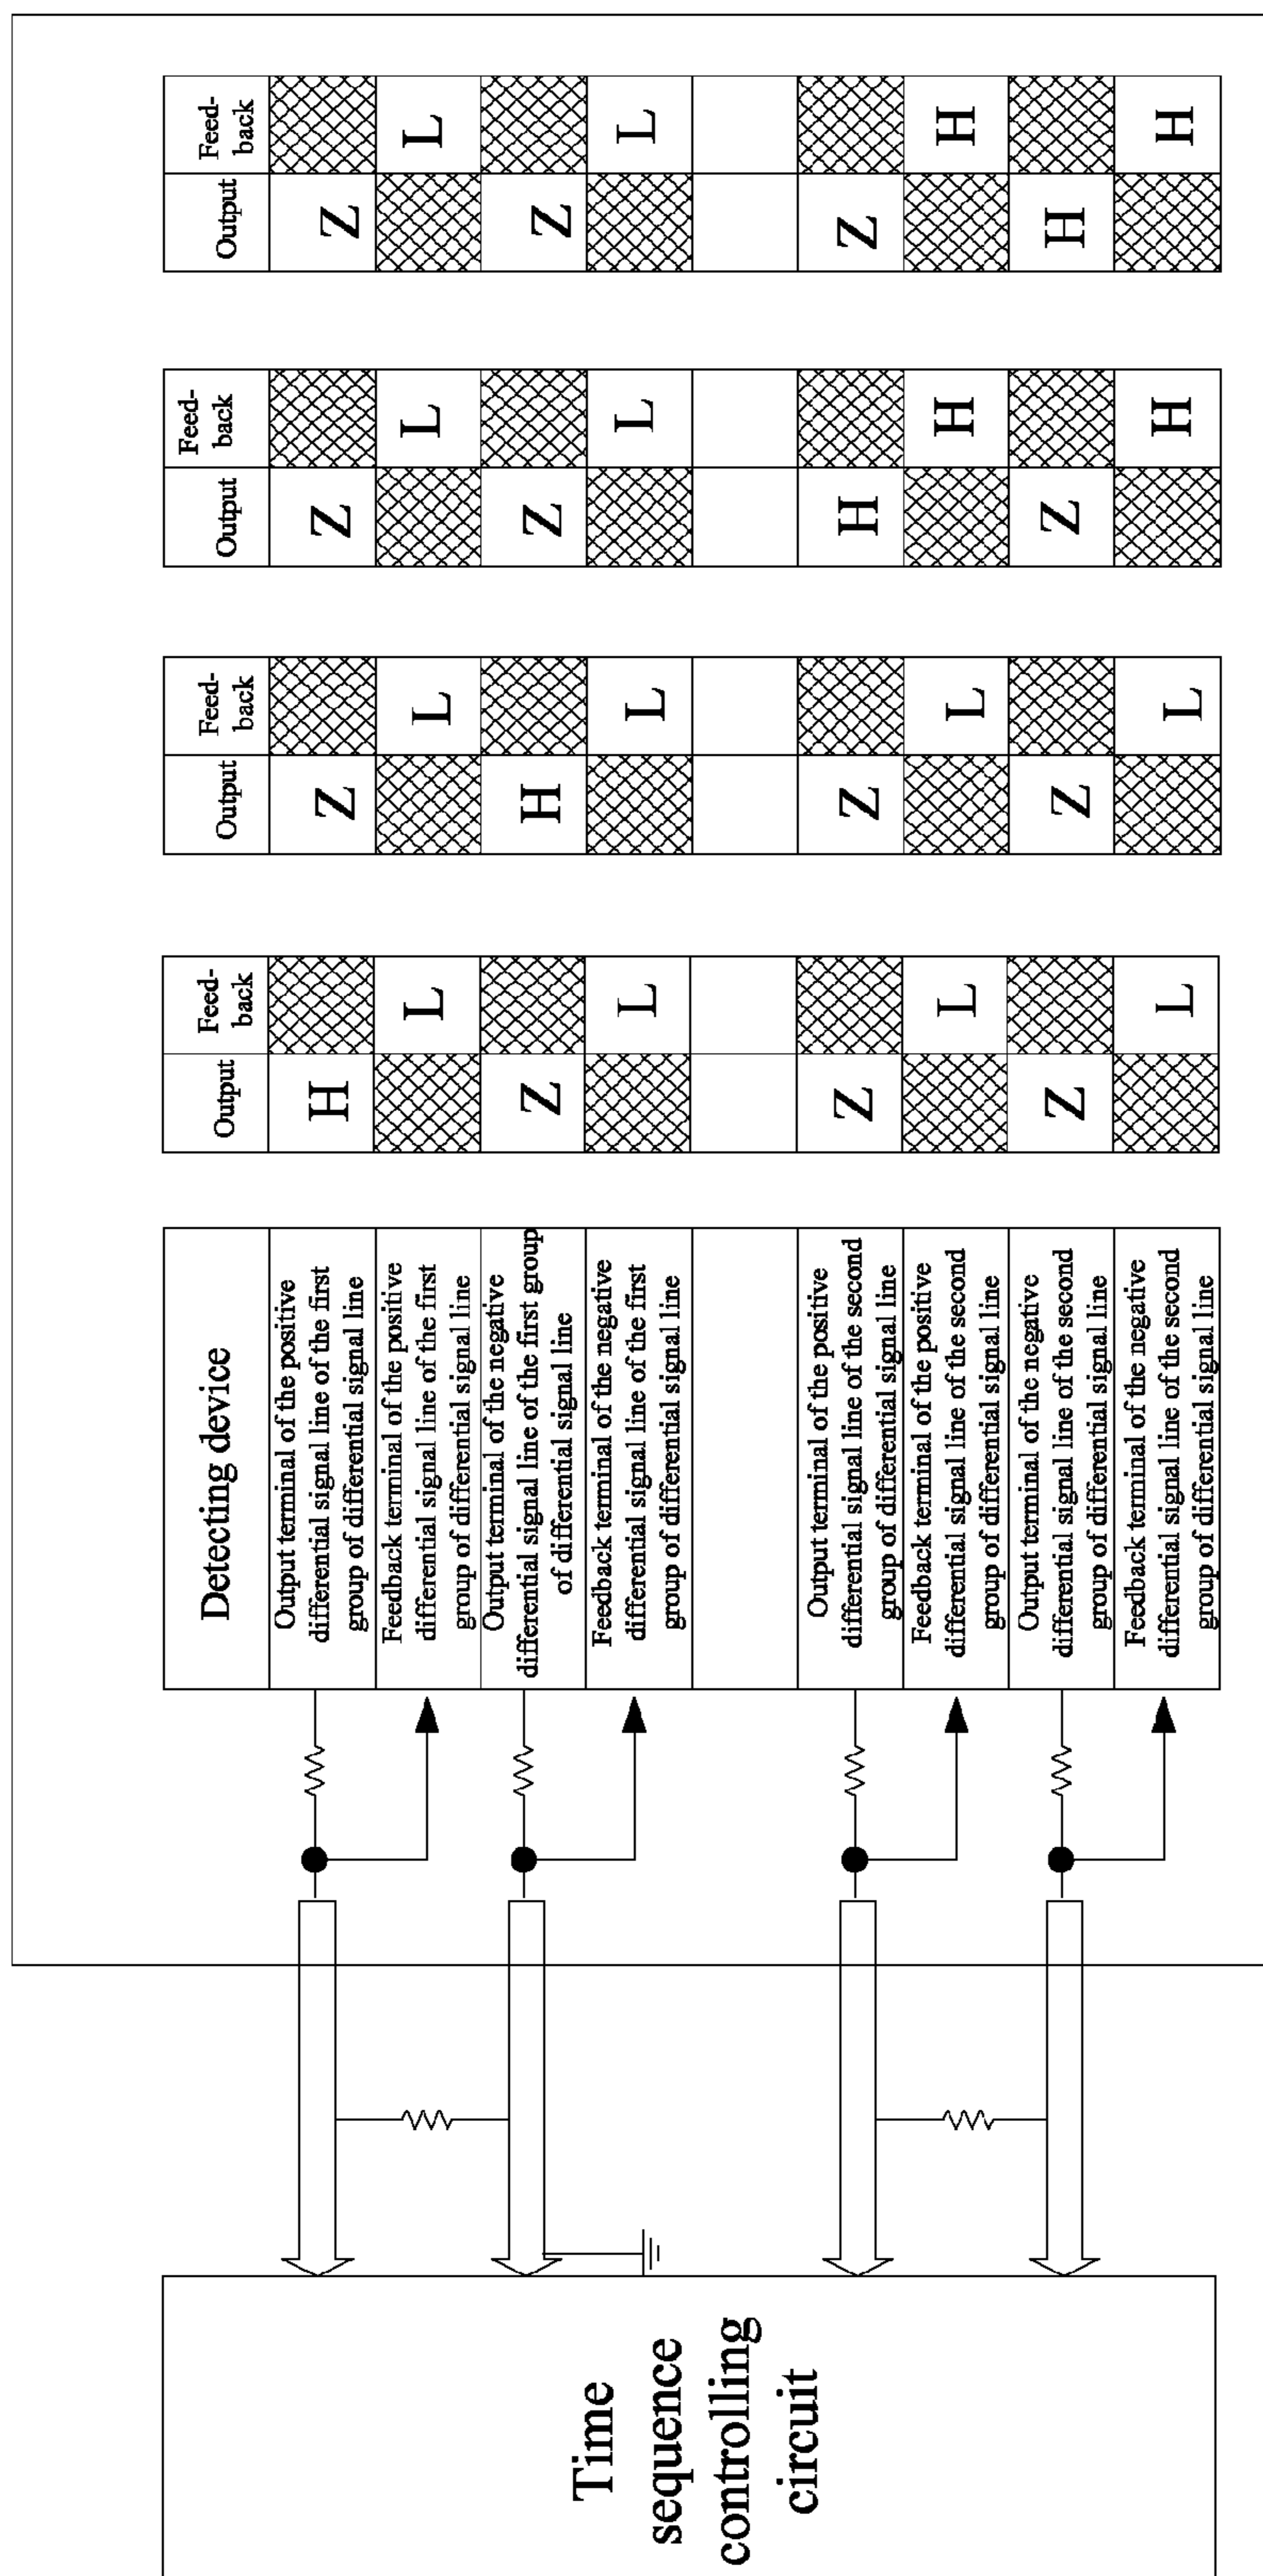 Time
sequence
controlling
circuit
Detecting device
Output terminal of the positive
differential signal line of the first
group of differential signal line
Feedback terminal of the positive
differential signal line of the first
group of differential signal line
Output terminal of the negative
differential signal line of the first group
of differential signal line
Feedback terminal of the negative
differential signal line of the first
group of differential signal line
Output terminal of the positive
differential signal line of the second
group of differential signal line
Feedback terminal of the positive
differential signal line of the second
group of differential signal line
Output terminal of the negative
differential signal line of the second
group of differential signal line
Feedback terminal of the negative
differential signal line of the second
group of differential signal line
Output
Feed-
back
H
L
Z
L
Z
L
Z
L
Output
Feed-
back
Z
L
H
L
Z
L
Z
L
Output
Feed-
back
Z
L
Z
L
H
H
Z
H
Output
Feed-
back
Z
L
Z
L
Z
H
H
H